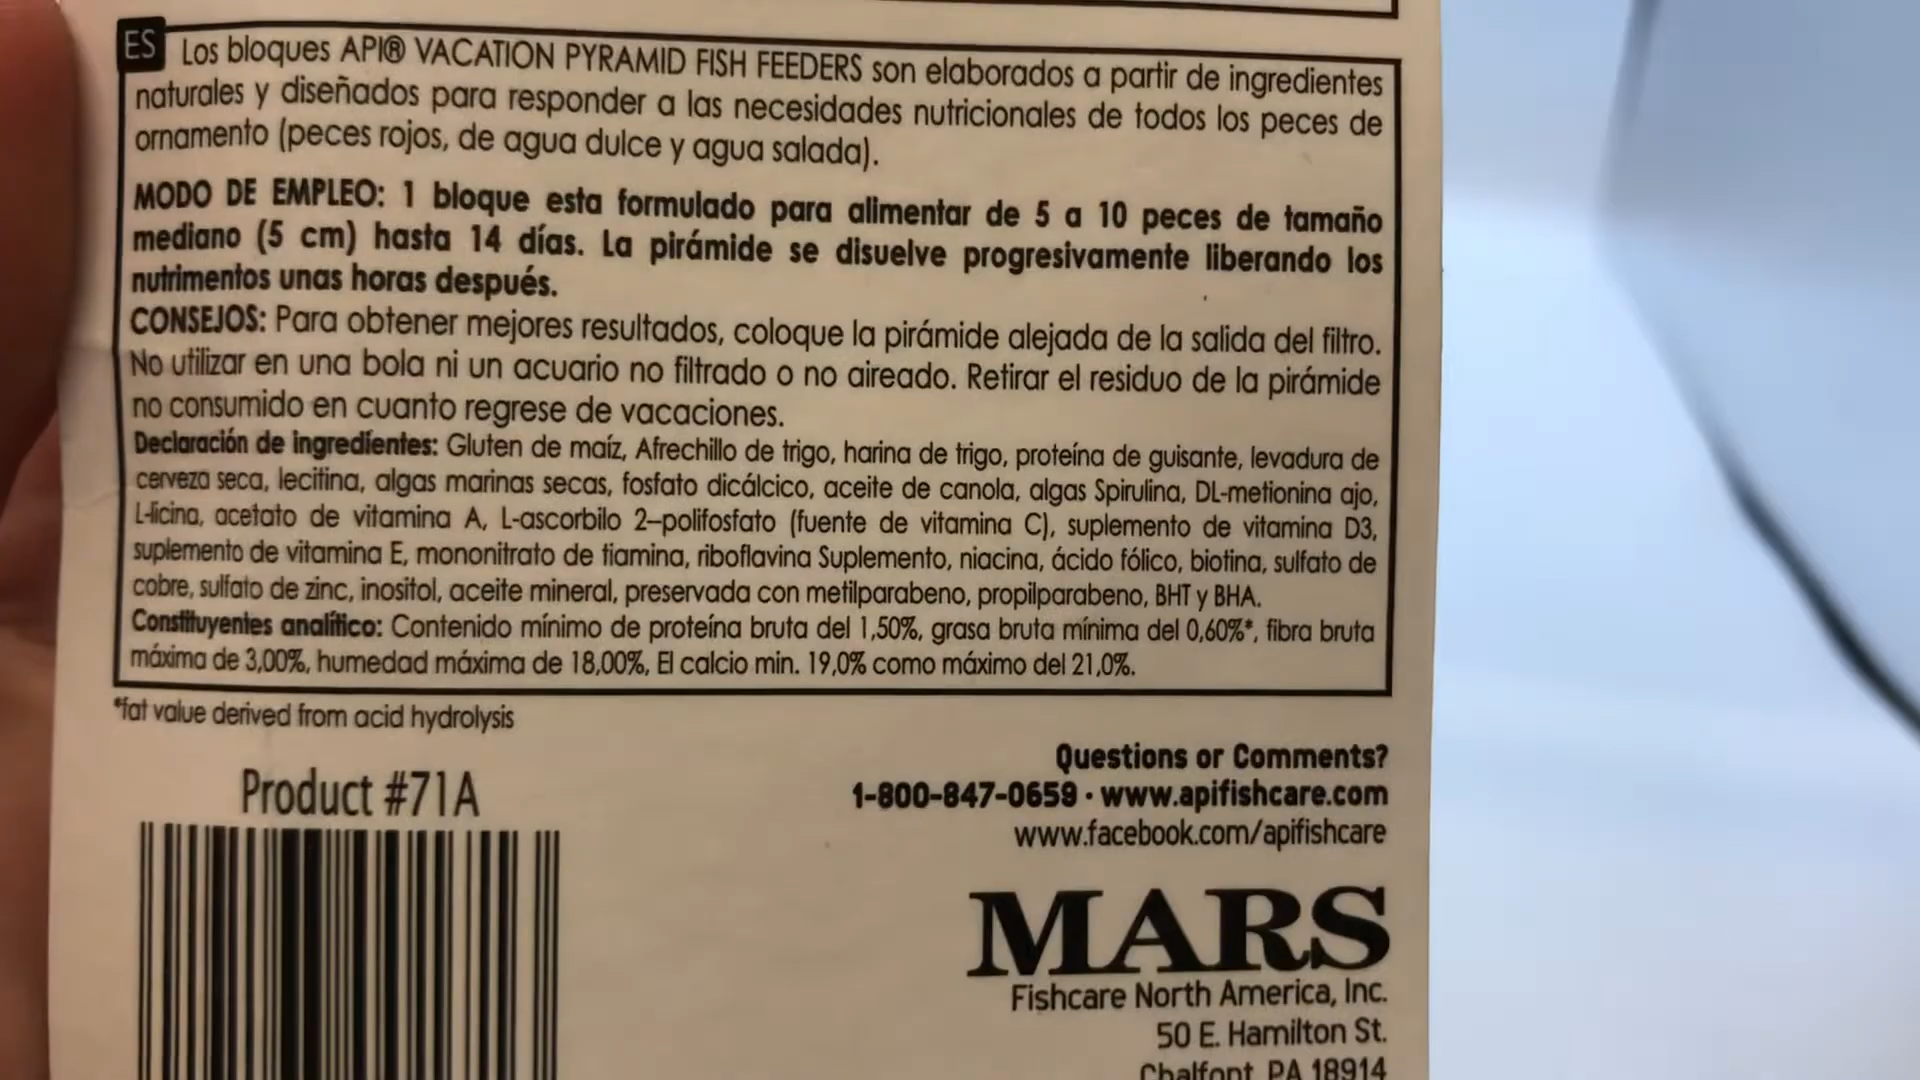 ES Los bloques API® VACATION PYRAMID FISH FEEDERS son elaborados a partir de ingredientes
naturales y diseñados para responder a las necesidades nutricionales de todos los peces de
ornamento (peces rojos, de agua dulce y agua salada).
MODO DE EMPLEO: 1 bloque esta formulado para alimentar de 5 a 10 peces de tamaño
mediano (5 cm) hasta 14 días. La pirámide se disuelve progresivamente liberando los
nutrimentos unas horas después.
CONSEJOS: Para obtener mejores resultados, coloque la pirámide alejada de la salida del filtro.
No utilizar en una bola ni un acuario no filtrado o no aireado. Retirar el residuo de la pirámide
no consumido en cuanto regrese de vacaciones.
Declaración de ingredientes: Gluten de maíz, Afrechillo de trigo, harina de trigo, proteína de guisante, levadura de
cerveza seca, lecitina, algas marinas secas, fosfato dicálcico, aceite de canola, algas Spirulina, DL-metionina ajo,
L-licina, acetato de vitamina A, L-ascorbilo 2–polifosfato (fuente de vitamina C), suplemento de vitamina D3,
suplemento de vitamina E, mononitrato de tiamina, riboflavina Suplemento, niacina, ácido fólico, biotina, sulfato de
cobre, sulfato de zinc, inositol, aceite mineral, preservada con metilparabeno, propilparabeno, BHT y BHA.
Constituyentes analítico: Contenido mínimo de proteína bruta del 1,50%, grasa bruta mínima del 0,60%*, fibra bruta
máxima de 3,00%, humedad máxima de 18,00%, El calcio min. 19,0% como máximo del 21,0%.
*fat value derived from acid hydrolysis
Product #71A
Questions or Comments?
1-800-847-0659 · www.apifishcare.com
www.facebook.com/apifishcare
MARS
Fishcare North America, Inc.
50 E. Hamilton St.
Chalfont, PA 18914